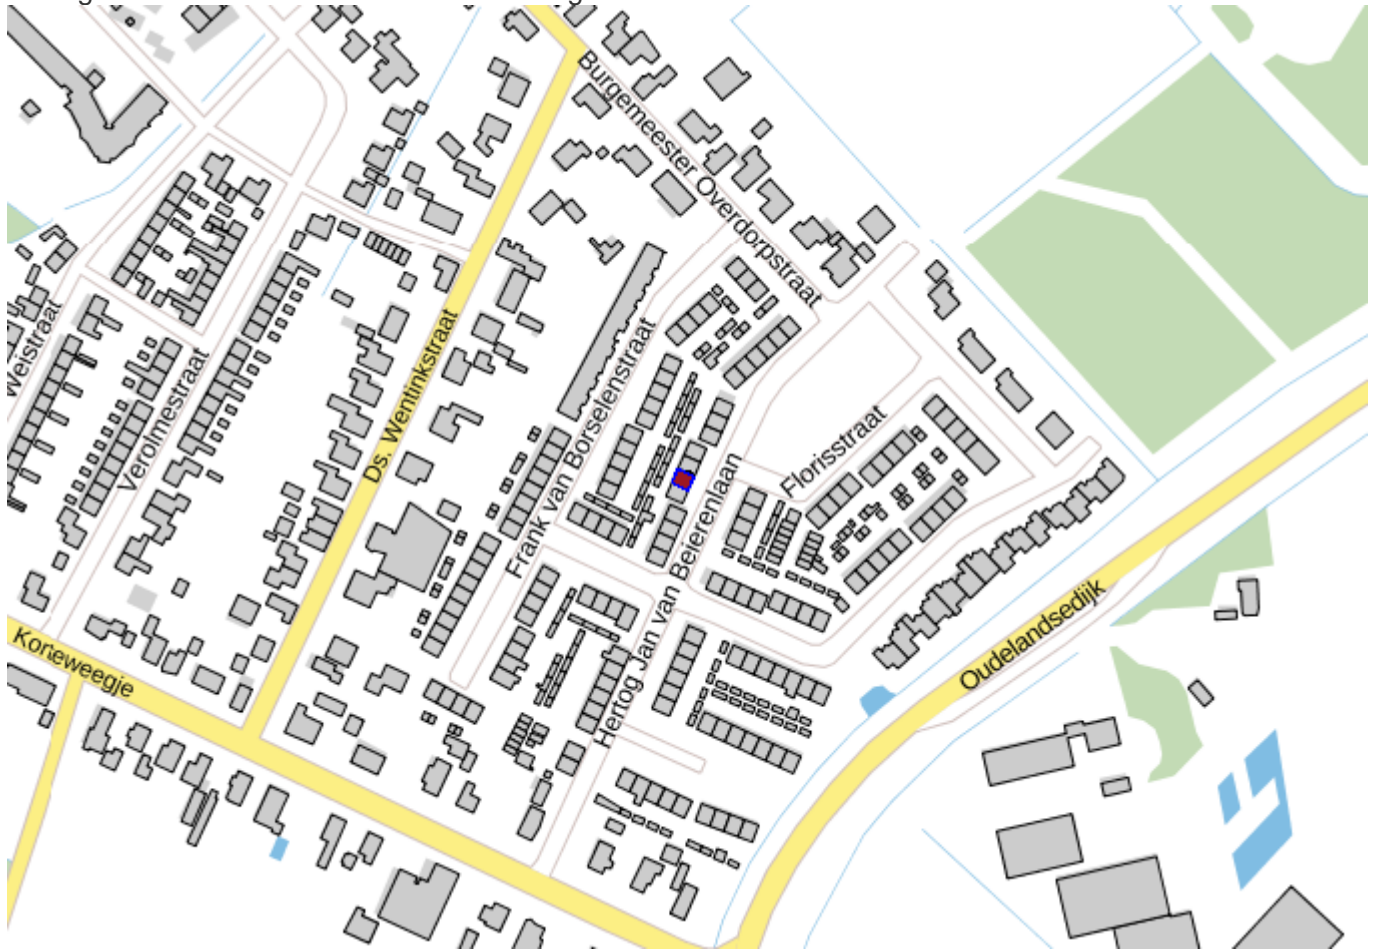 Burgemeester Overdorpstraat
Weistraat
Verolmestraat
Ds. Wentinkstraat
Frank van Borselenstraat
Florisstraat
Hertog Jan van Beierenlaan
Oudelandsedijk
Korteweegje